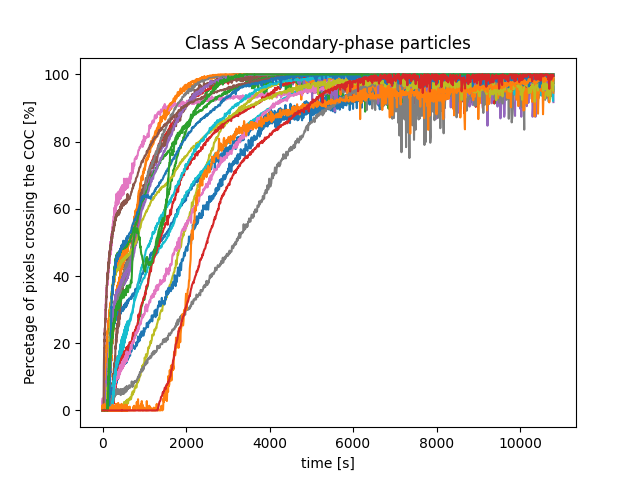 Class A Secondary-phase particles
Percetage of pixels crossing the COC [%]
100
80
60
40
20
0
0 2000 4000 6000 8000 10000
time [s]